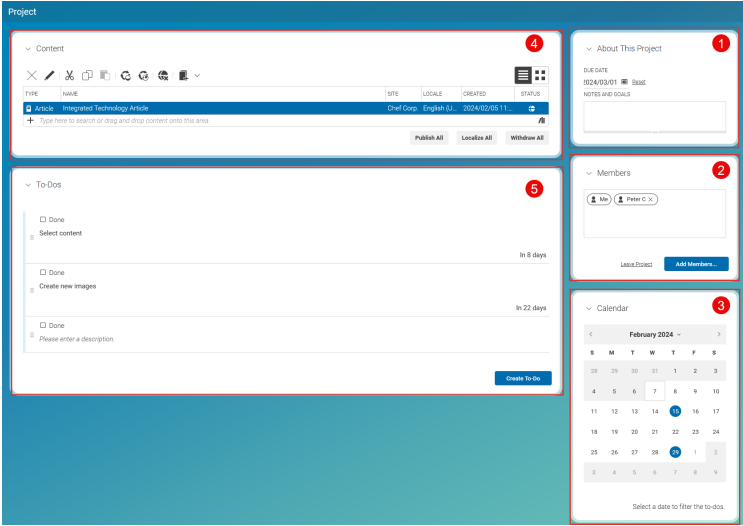 Project
Content
4
TYPE NAME SITE LOCALE CREATED STATUS
Article Integrated Technology Article Chef Corp. English (U... 2024/02/05 11:...
Type here to search or drag and drop content onto this area
Publish All Localize All Withdraw All
To-Dos
5
Done
Select content
In 8 days
Done
Create new images
In 22 days
Done
Please enter a description.
Create To-Do
About This Project
1
DUE DATE
2024/03/01 Reset
NOTES AND GOALS
Members
2
Me Peter C
Leave Project Add Members...
Calendar
3
February 2024
S M T W T F S
28 29 30 31 1 2 3
4 5 6 7 8 9 10
11 12 13 14 15 16 17
18 19 20 21 22 23 24
25 26 27 28 29 1 2
3 4 5 6 7 8 9
Select a date to filter the to-dos.